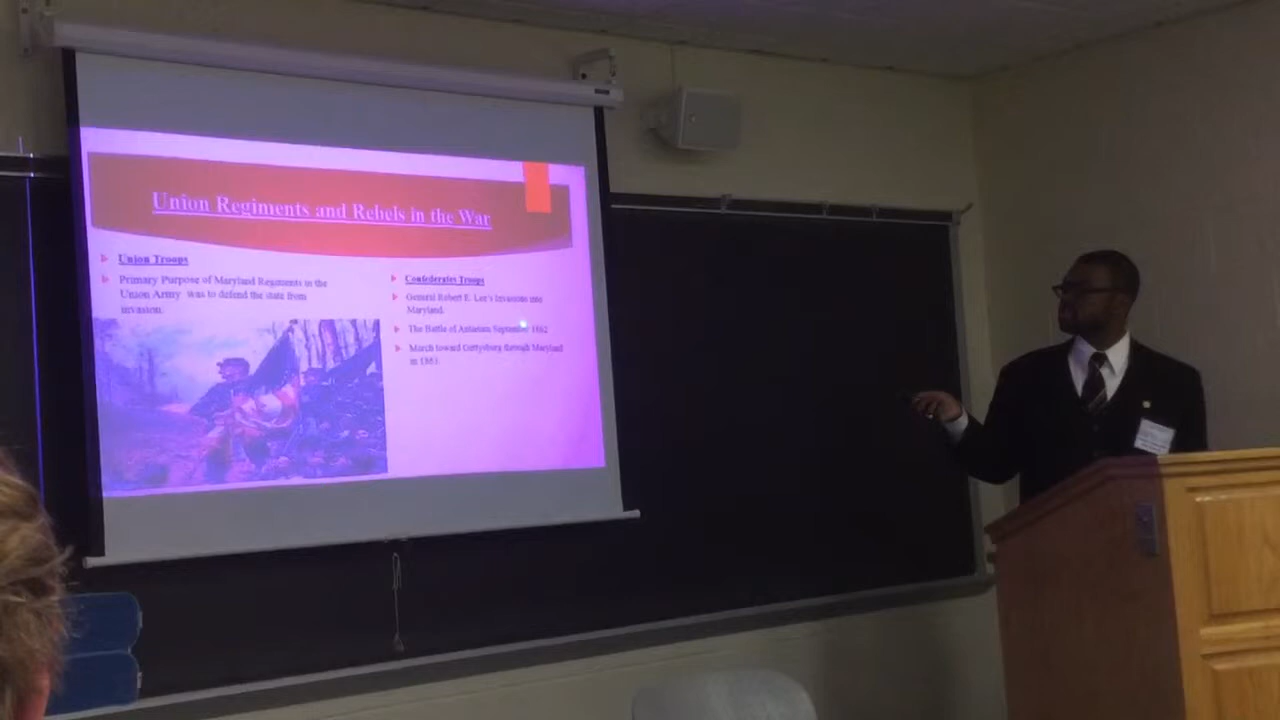 Union Regiments and Rebels in the War
Union Troops
Primary Purpose of Maryland Regiments in the
Union Army was to defend the state from
invasion.
Confederates Troops
General Robert E. Lee's Invasions into
Maryland.
The Battle of Antietam September 1862
March toward Gettysburg through Maryland
in 1863.